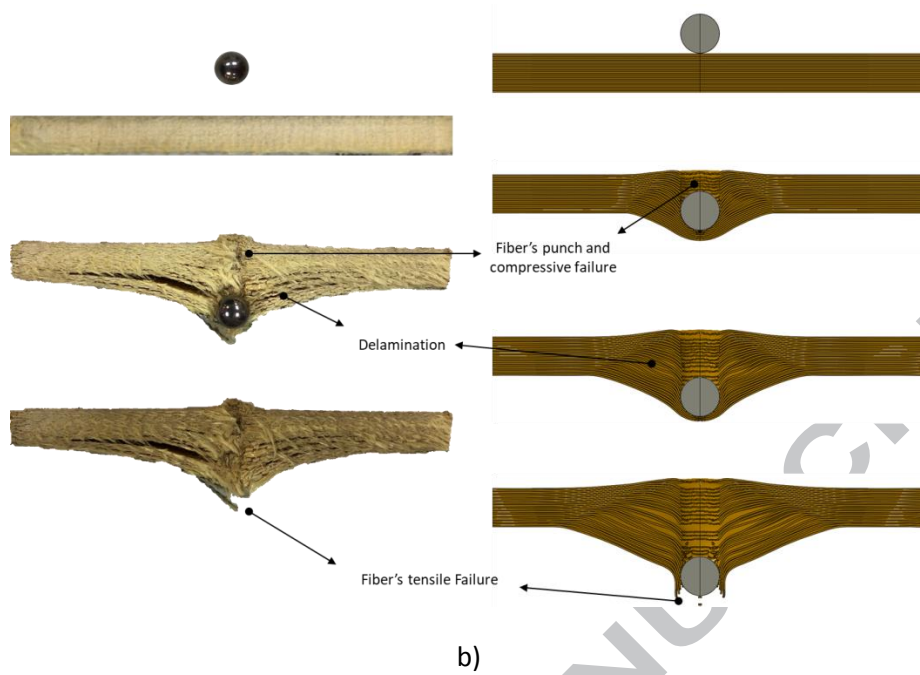 Fiber's punch and
compressive failure
Delamination
Fiber's tensile Failure
b)